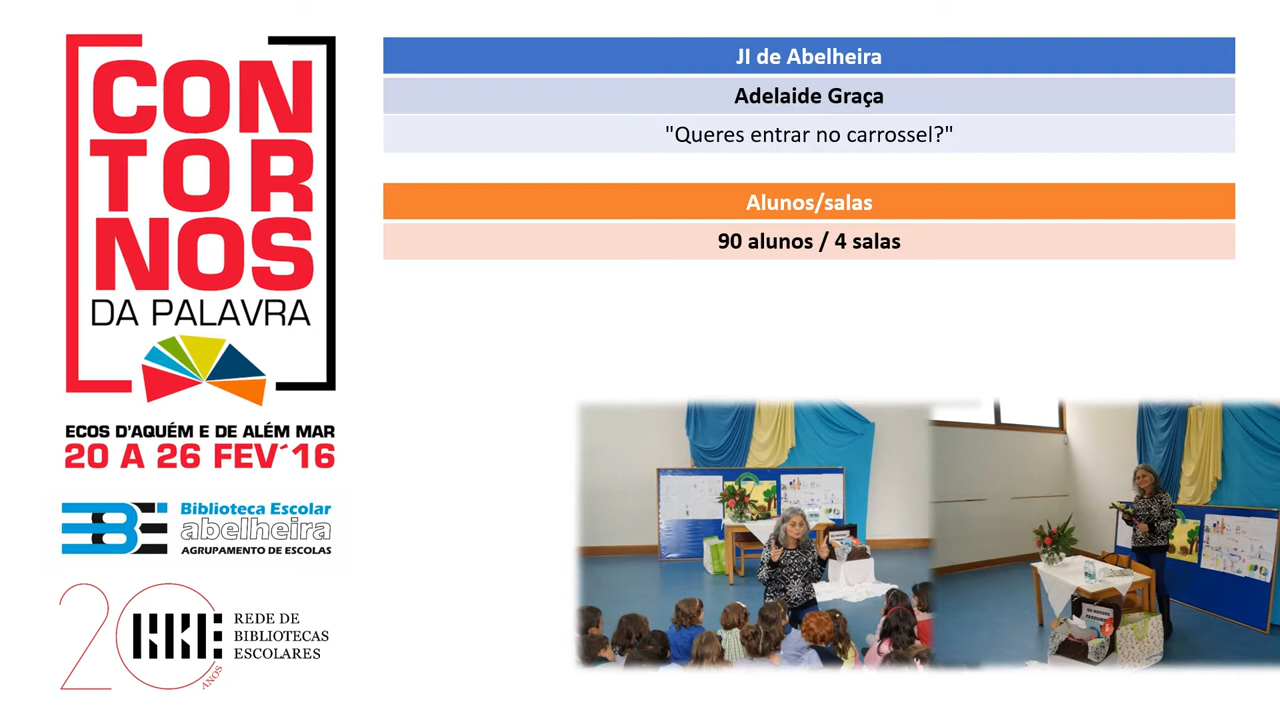 CON
TOR
NOS
DA PALAVRA
ECOS D'AQUÉM E DE ALÉM MAR
20 A 26 FEV´16
Biblioteca Escolar
abelheira
AGRUPAMENTO DE ESCOLAS
20
ANOS
REDE DE
BIBLIOTECAS
ESCOLARES
JI de Abelheira
Adelaide Graça
"Queres entrar no carrossel?"
Alunos/salas
90 alunos / 4 salas